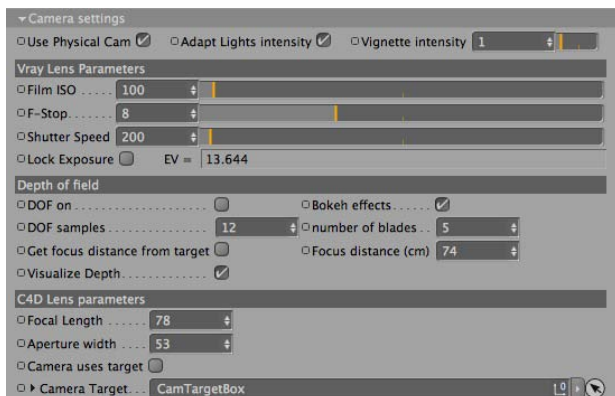 Camera settings
Use Physical Cam Adapt Lights intensity Vignette intensity 1
Vray Lens Parameters
Film ISO ..... 100
F-Stop....... 8
Shutter Speed 200
Lock Exposure EV = 13.644
Depth of field
DOF on ................... Bokeh effects......
DOF samples ........... 12 number of blades .. 5
Get focus distance from target Focus distance (cm) 74
Visualize Depth.............
C4D Lens parameters
Focal Length ...... 78
Aperture width .... 53
Camera uses target
Camera Target... CamTargetBox